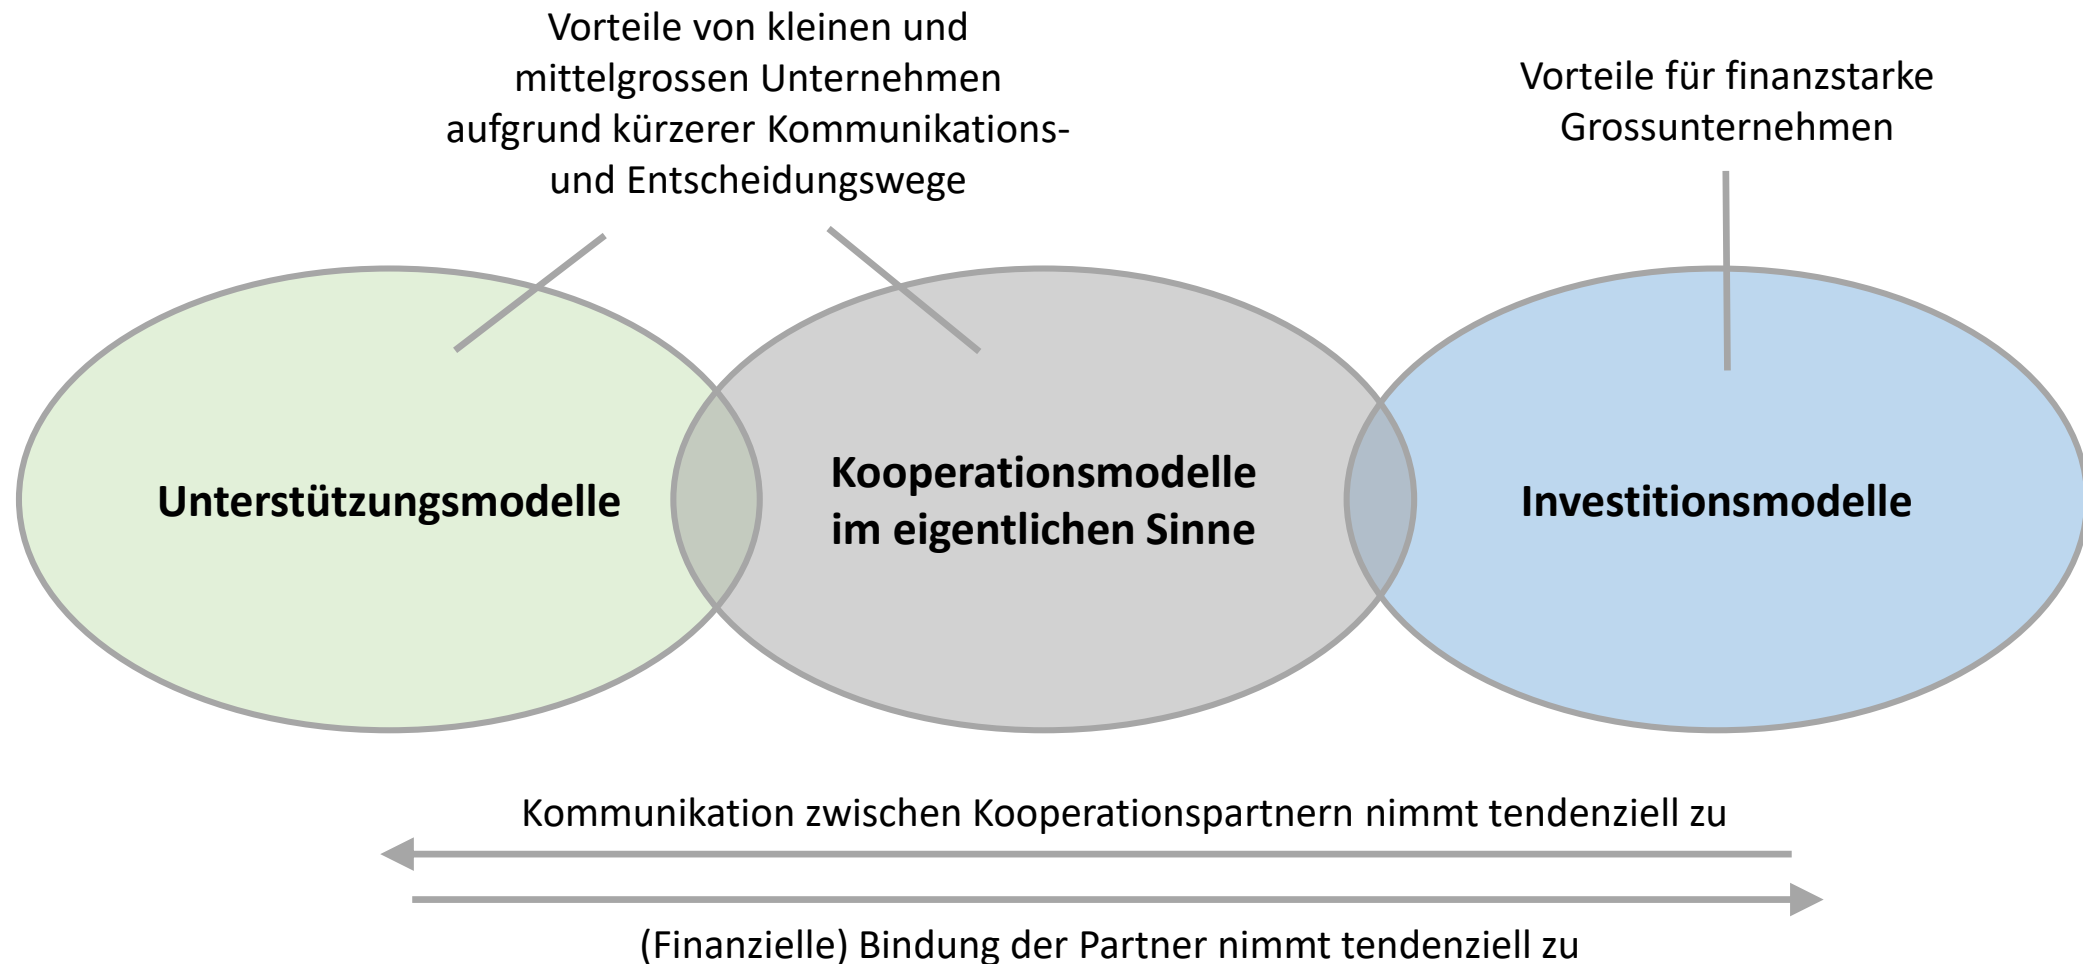 Vorteile von kleinen und
mittelgrossen Unternehmen
aufgrund kürzerer Kommunikations-
und Entscheidungswege
Vorteile für finanzstarke
Grossunternehmen
Unterstützungsmodelle
Kooperationsmodelle
im eigentlichen Sinne
Investitionsmodelle
Kommunikation zwischen Kooperationspartnern nimmt tendenziell zu
(Finanzielle) Bindung der Partner nimmt tendenziell zu